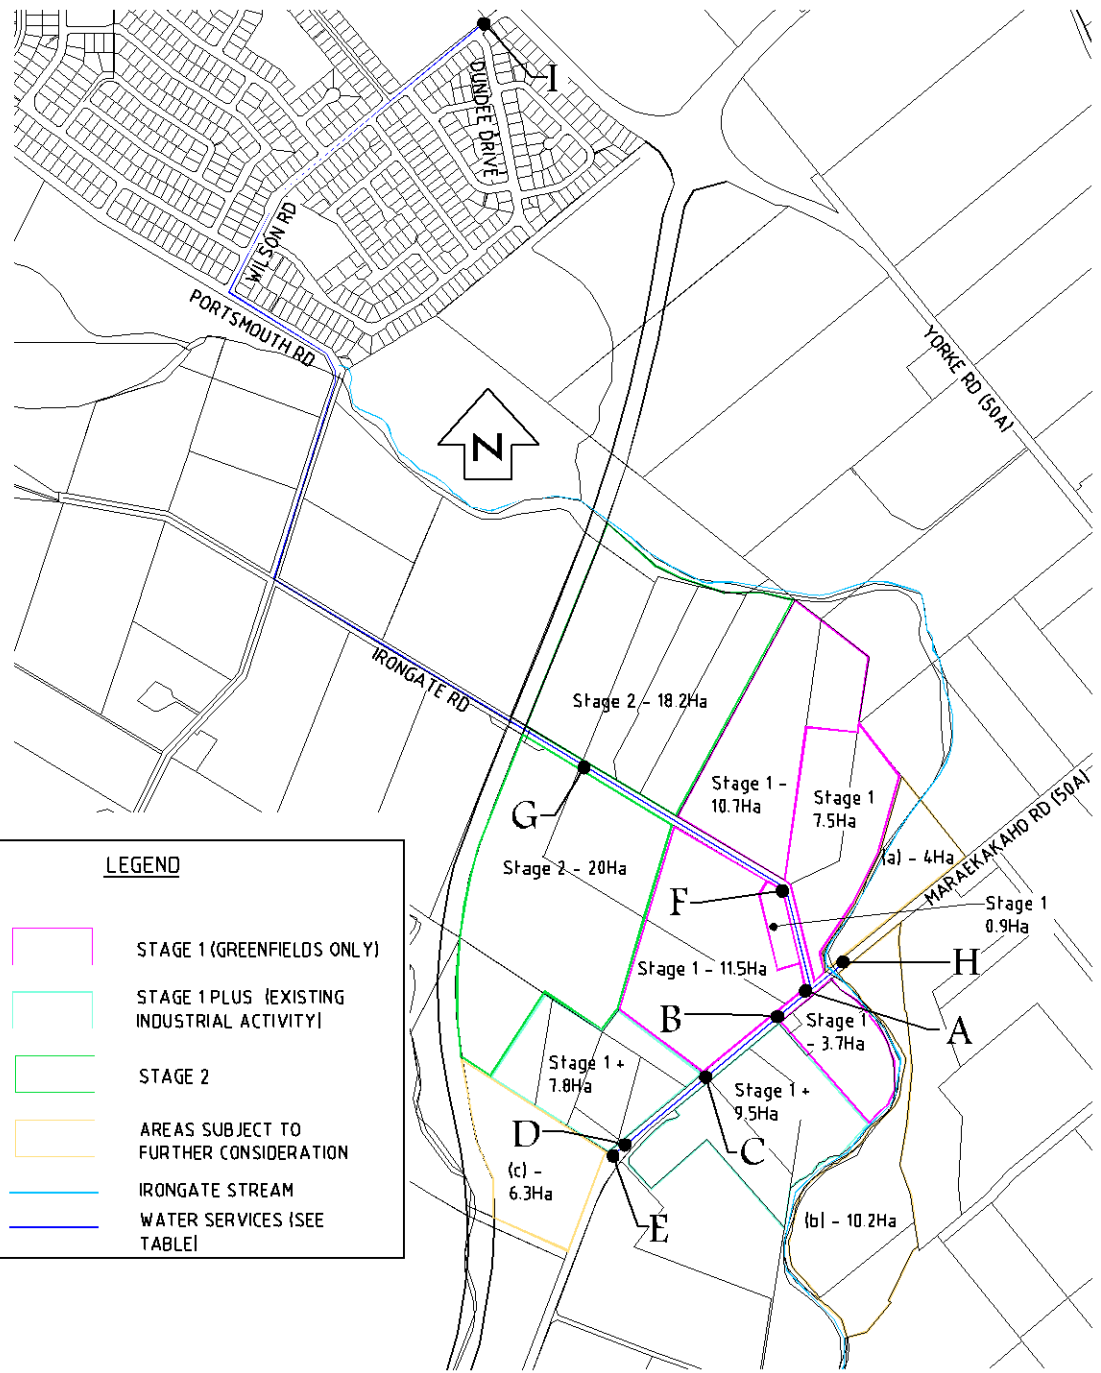 I
DUNDEE DRIVE
WILSON RD
PORTSMOUTH RD
YORKE RD (50A)
N
IRONGATE RD
Stage 2 - 18.2Ha
Stage 1 -
10.7Ha
Stage 1
7.5Ha
G
(a) - 4Ha
MARAEKAKAHO RD (50A)
Stage 2 - 20Ha
F
Stage 1
0.9Ha
Stage 1 - 11.5Ha
H
B
A
Stage 1
- 3.7Ha
Stage 1 +
7.8Ha
Stage 1 +
9.5Ha
D
C
(c) -
6.3Ha
E
(b) - 10.2Ha
LEGEND
STAGE 1 (GREENFIELDS ONLY)
STAGE 1 PLUS (EXISTING
INDUSTRIAL ACTIVITY)
STAGE 2
AREAS SUBJECT TO
FURTHER CONSIDERATION
IRONGATE STREAM
WATER SERVICES (SEE
TABLE)